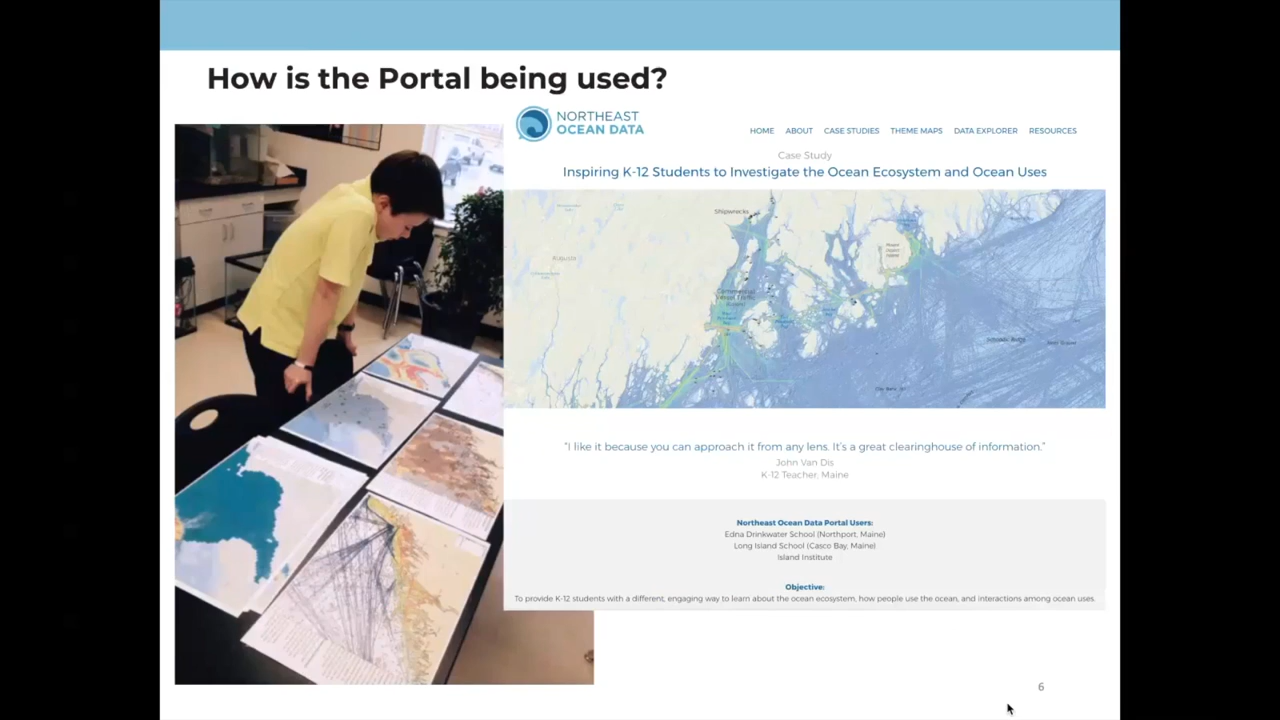 How is the Portal being used?
NORTHEAST
OCEAN DATA
HOME ABOUT CASE STUDIES THEME MAPS DATA EXPLORER RESOURCES
Case Study
Inspiring K-12 Students to Investigate the Ocean Ecosystem and Ocean Uses
Shipwrecks
Augusta
Commercial
Vessel Traffic
"I like it because you can approach it from any lens. It's a great clearinghouse of information."
John Van Dis
K-12 Teacher, Maine
Northeast Ocean Data Portal Users:
Edna Drinkwater School (Northport, Maine)
Long Island School (Casco Bay, Maine)
Island Institute
Objective:
To provide K-12 students with a different, engaging way to learn about the ocean ecosystem, how people use the ocean, and interactions among ocean uses.
6